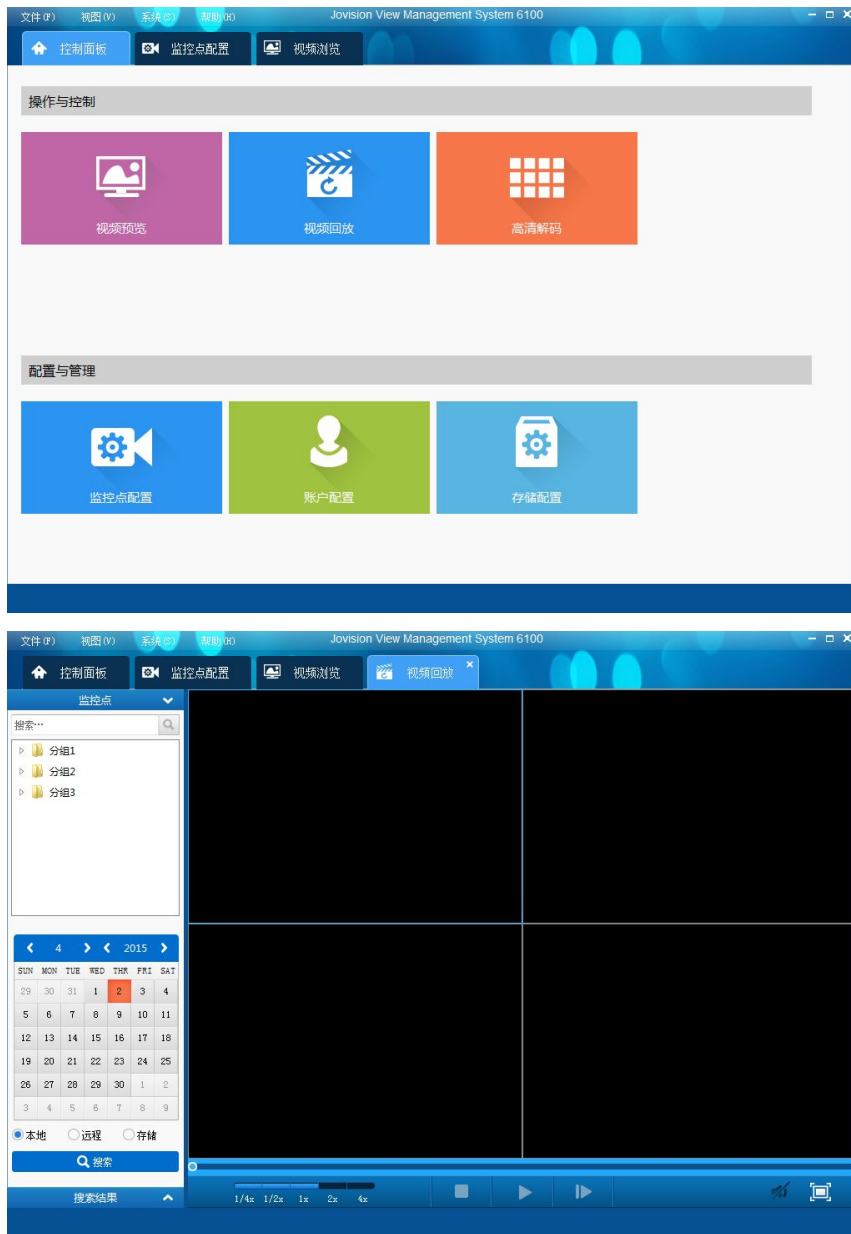 文件(F) 视图(V) 系统(S) 帮助(H) Jovision View Management System 6100
控制面板 监控点配置 视频浏览
操作与控制
视频预览 视频回放 高清解码
配置与管理
监控点配置 账户配置 存储配置
文件(F) 视图(V) 系统(S) 帮助(H) Jovision View Management System 6100
控制面板 监控点配置 视频浏览 视频回放
监控点
搜索…
分组1
分组2
分组3
4 2015
SUN MON TUE WED THR FRI SAT
29 30 31 1 2 3 4
5 6 7 8 9 10 11
12 13 14 15 16 17 18
19 20 21 22 23 24 25
26 27 28 29 30 1 2
3 4 5 6 7 8 9
本地 远程 存储
搜索
搜索结果
1/4x 1/2x 1x 2x 4x